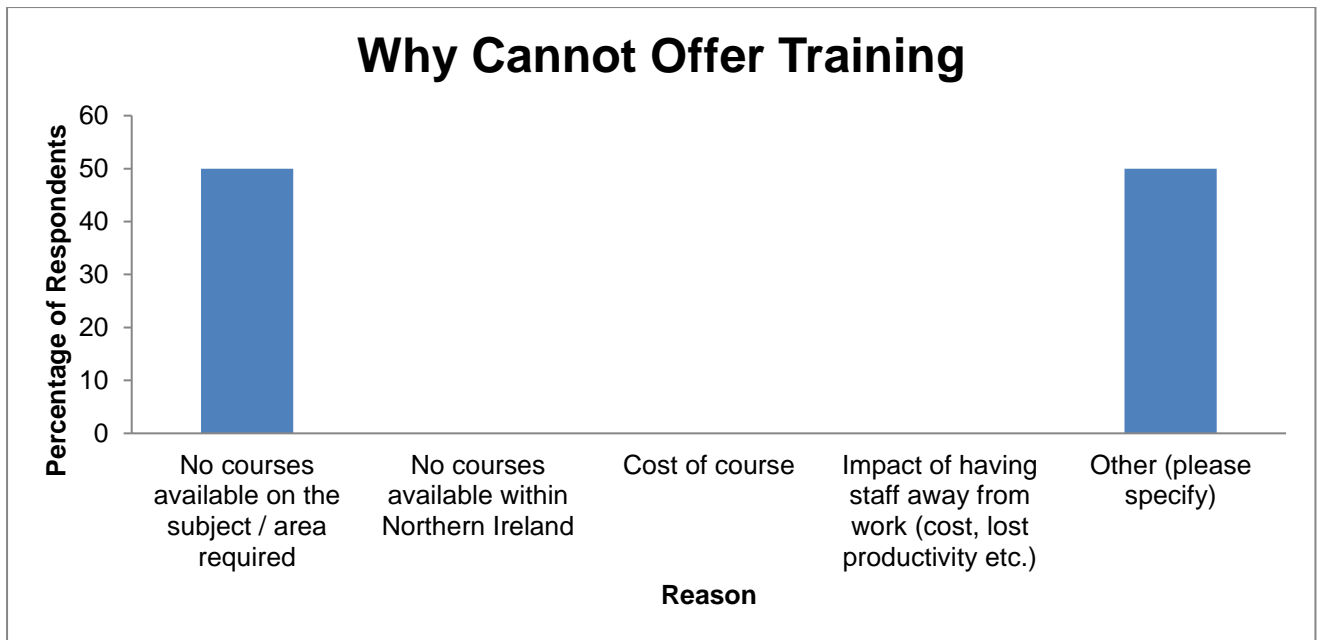 Why Cannot Offer Training
Percentage of Respondents
60
50
40
30
20
10
0
No courses
available on the
subject / area
required
No courses
available within
Northern Ireland
Cost of course
Impact of having
staff away from
work (cost, lost
productivity etc.)
Other (please
specify)
Reason